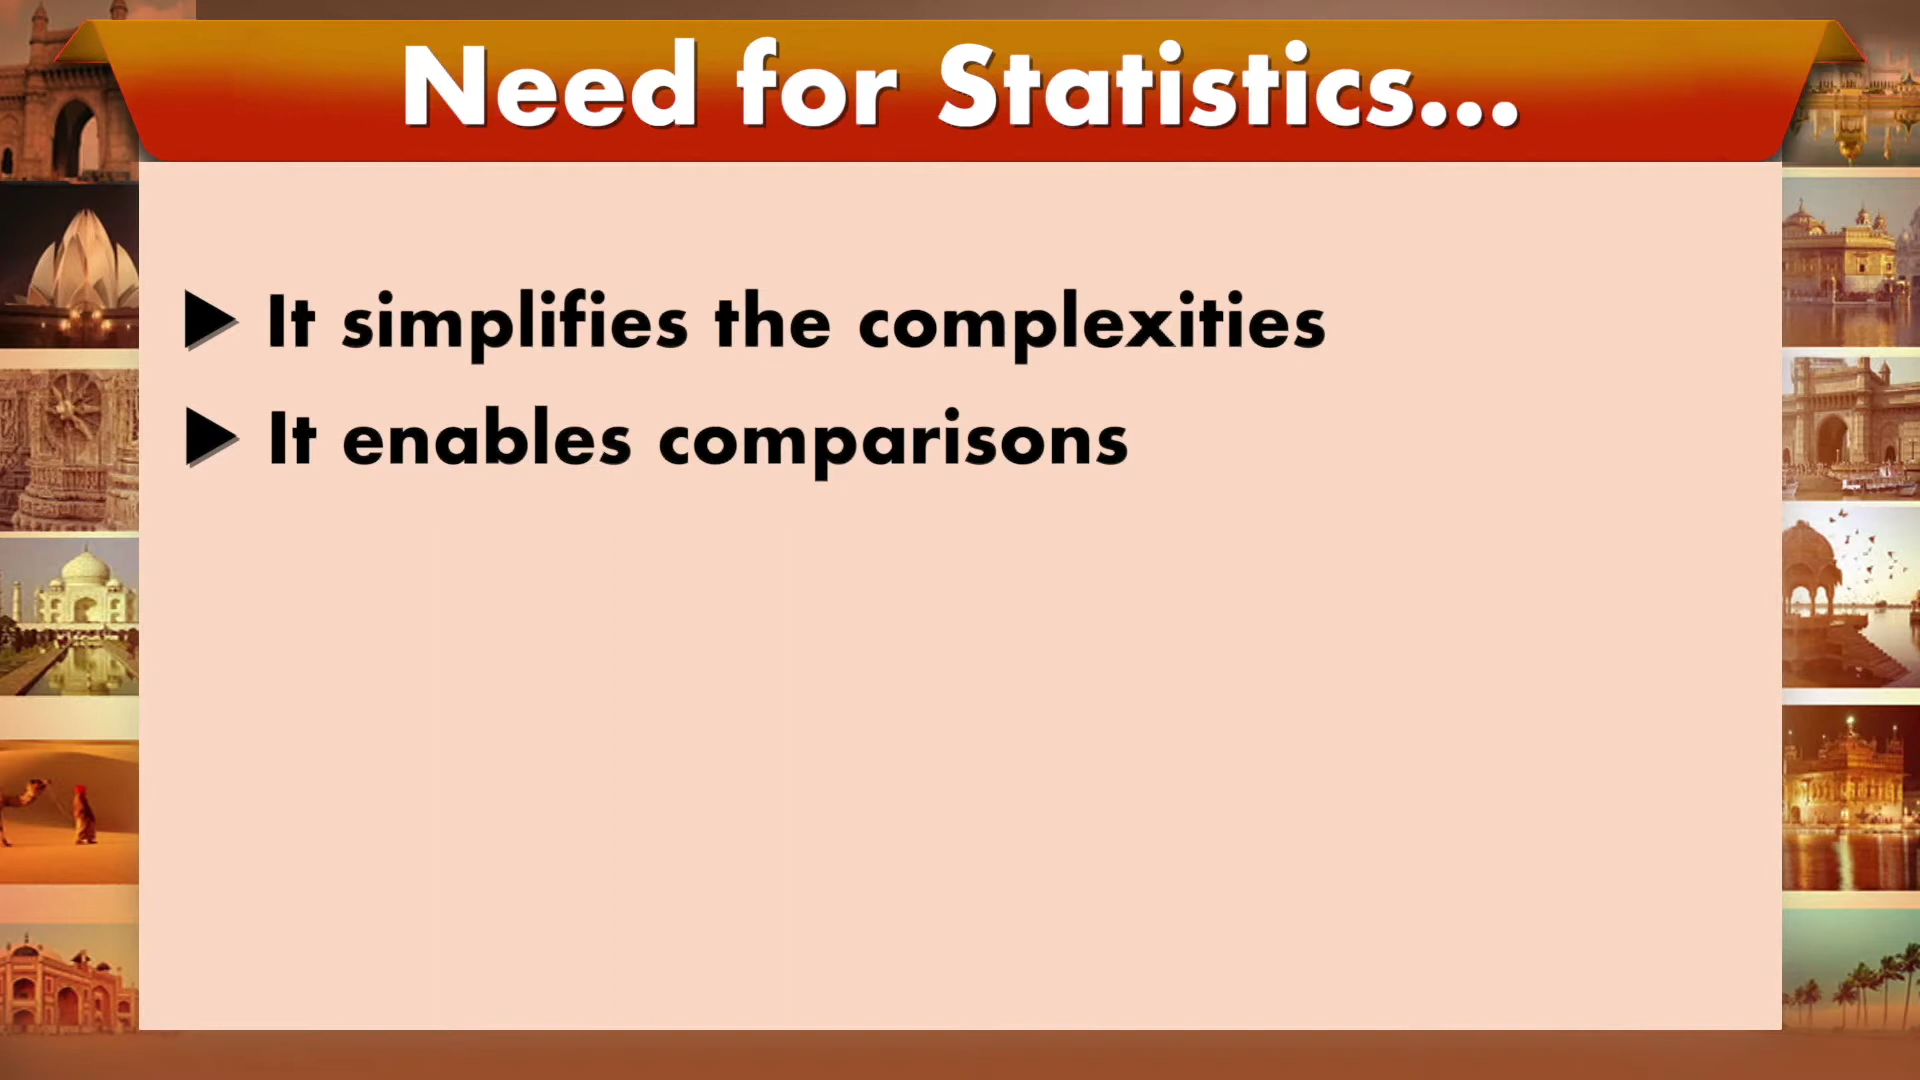 Need for Statistics...
It simplifies the complexities
It enables comparisons